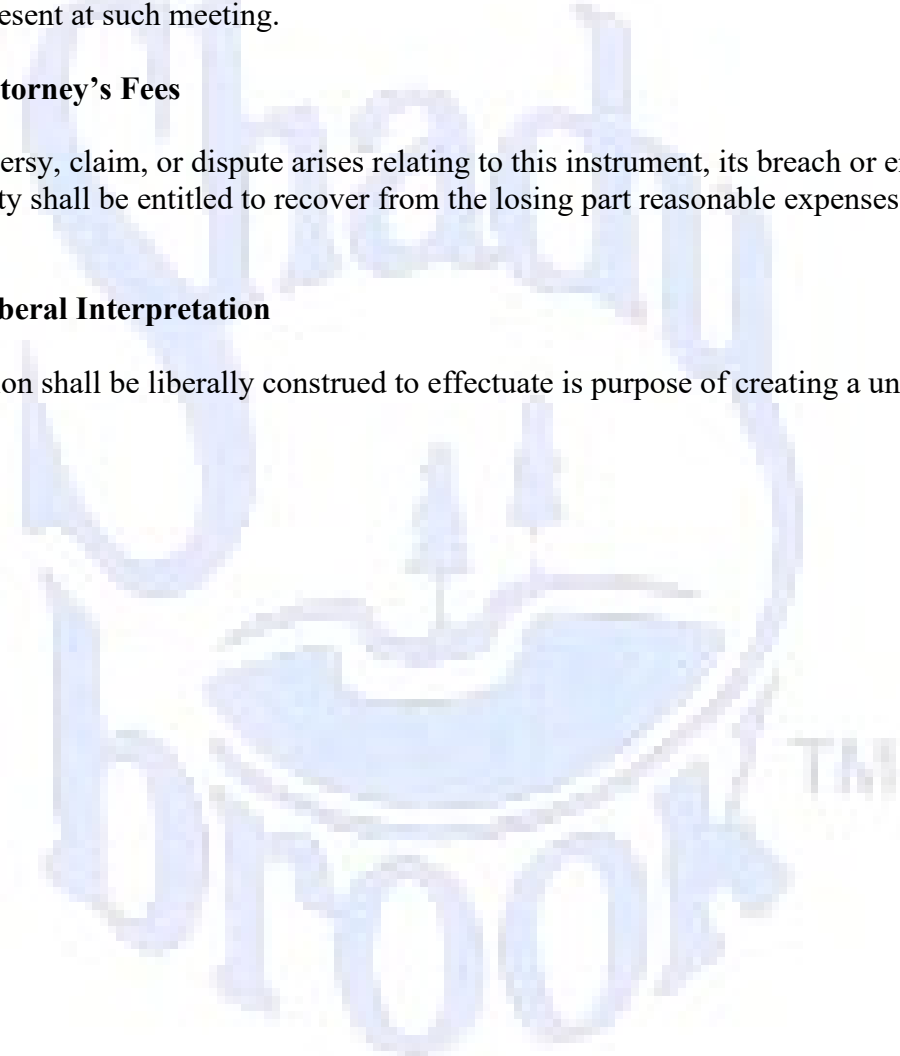 esent at such meeting.
torney’s Fees
ersy, claim, or dispute arises relating to this instrument, its breach or e
ty shall be entitled to recover from the losing part reasonable expenses
beral Interpretation
on shall be liberally construed to effectuate is purpose of creating a un
Shady
brook
TM